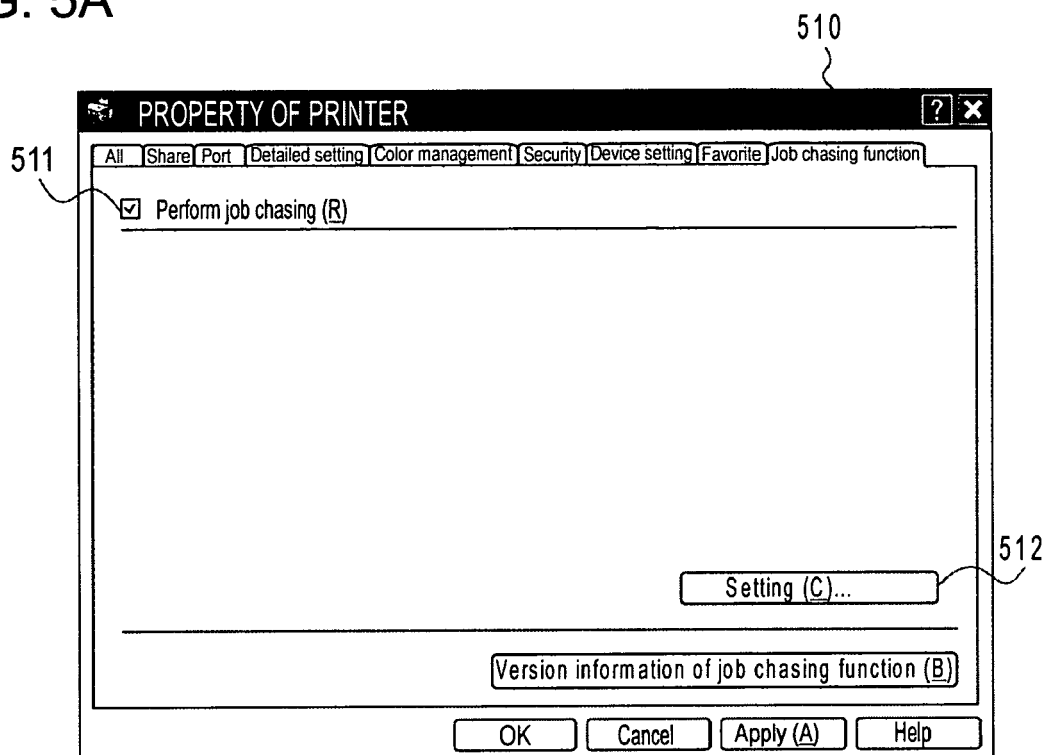 G. 5A
510
PROPERTY OF PRINTER ? X
511
All Share Port Detailed setting Color management Security Device setting Favorite Job chasing function
Perform job chasing (R)
512
Setting (C)...
Version information of job chasing function (B)
OK Cancel Apply (A) Help